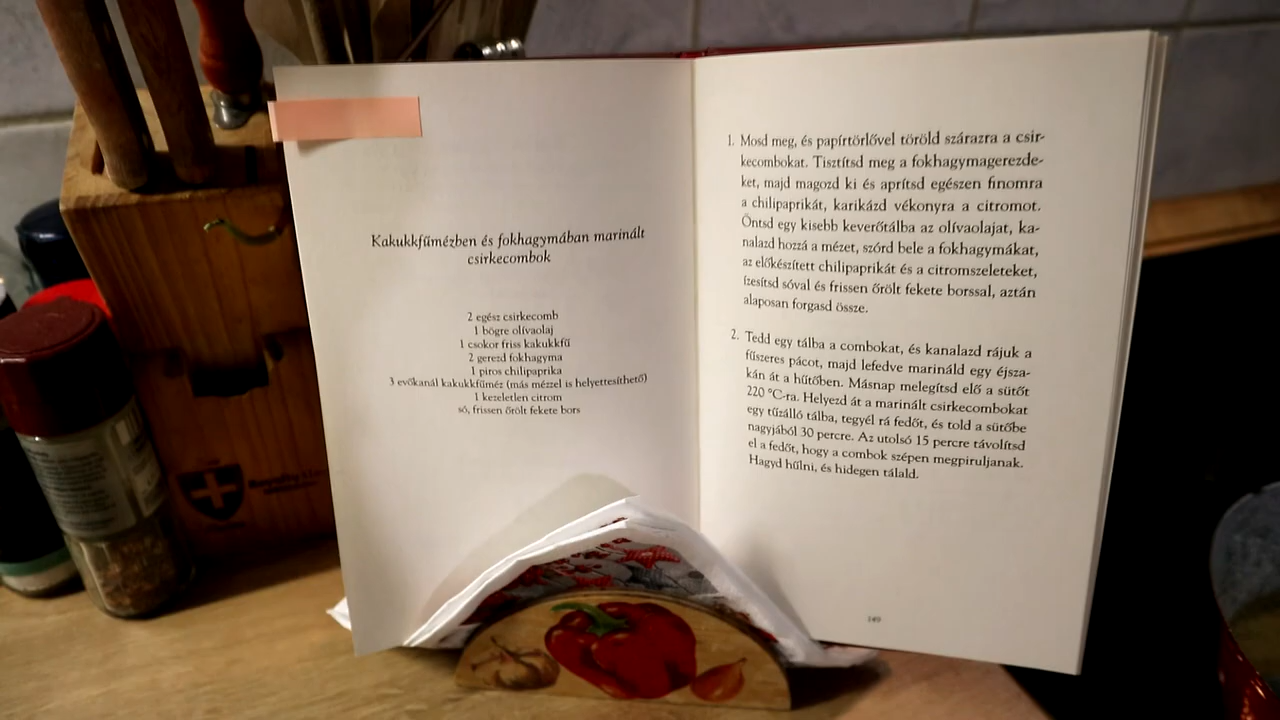 Kakukkfűmézben és fokhagymában marinált
csirkecombok
2 egész csirkecomb
1 bögre olívaolaj
1 csokor friss kakukkfű
2 gerezd fokhagyma
1 piros chilipaprika
3 evőkanál kakukkfűméz (más mézzel is helyettesíthető)
1 kezeletlen citrom
só, frissen őrölt fekete bors
1. Mosd meg, és papírtörlővel töröld szárazra a csir-
kecombokat. Tisztítsd meg a fokhagymagerezde-
ket, majd magozd ki és aprítsd egészen finomra
a chilipaprikát, karikázd vékonyra a citromot.
Öntsd egy kisebb keverőtálba az olívaolajat, ka-
nalazd hozzá a mézet, szórd bele a fokhagymákat,
az előkészített chilipaprikát és a citromszeleteket,
ízesítsd sóval és frissen őrölt fekete borssal, aztán
alaposan forgasd össze.
2. Tedd egy tálba a combokat, és kanalazd rájuk a
fűszeres pácot, majd lefedve marináld egy éjsza-
kán át a hűtőben. Másnap melegítsd elő a sütőt
220 °C-ra. Helyezd át a marinált csirkecombokat
egy tűzálló tálba, tegyél rá fedőt, és told a sütőbe
nagyjából 30 percre. Az utolsó 15 percre távolítsd
el a fedőt, hogy a combok szépen megpiruljanak.
Hagyd hűlni, és hidegen tálald.
149